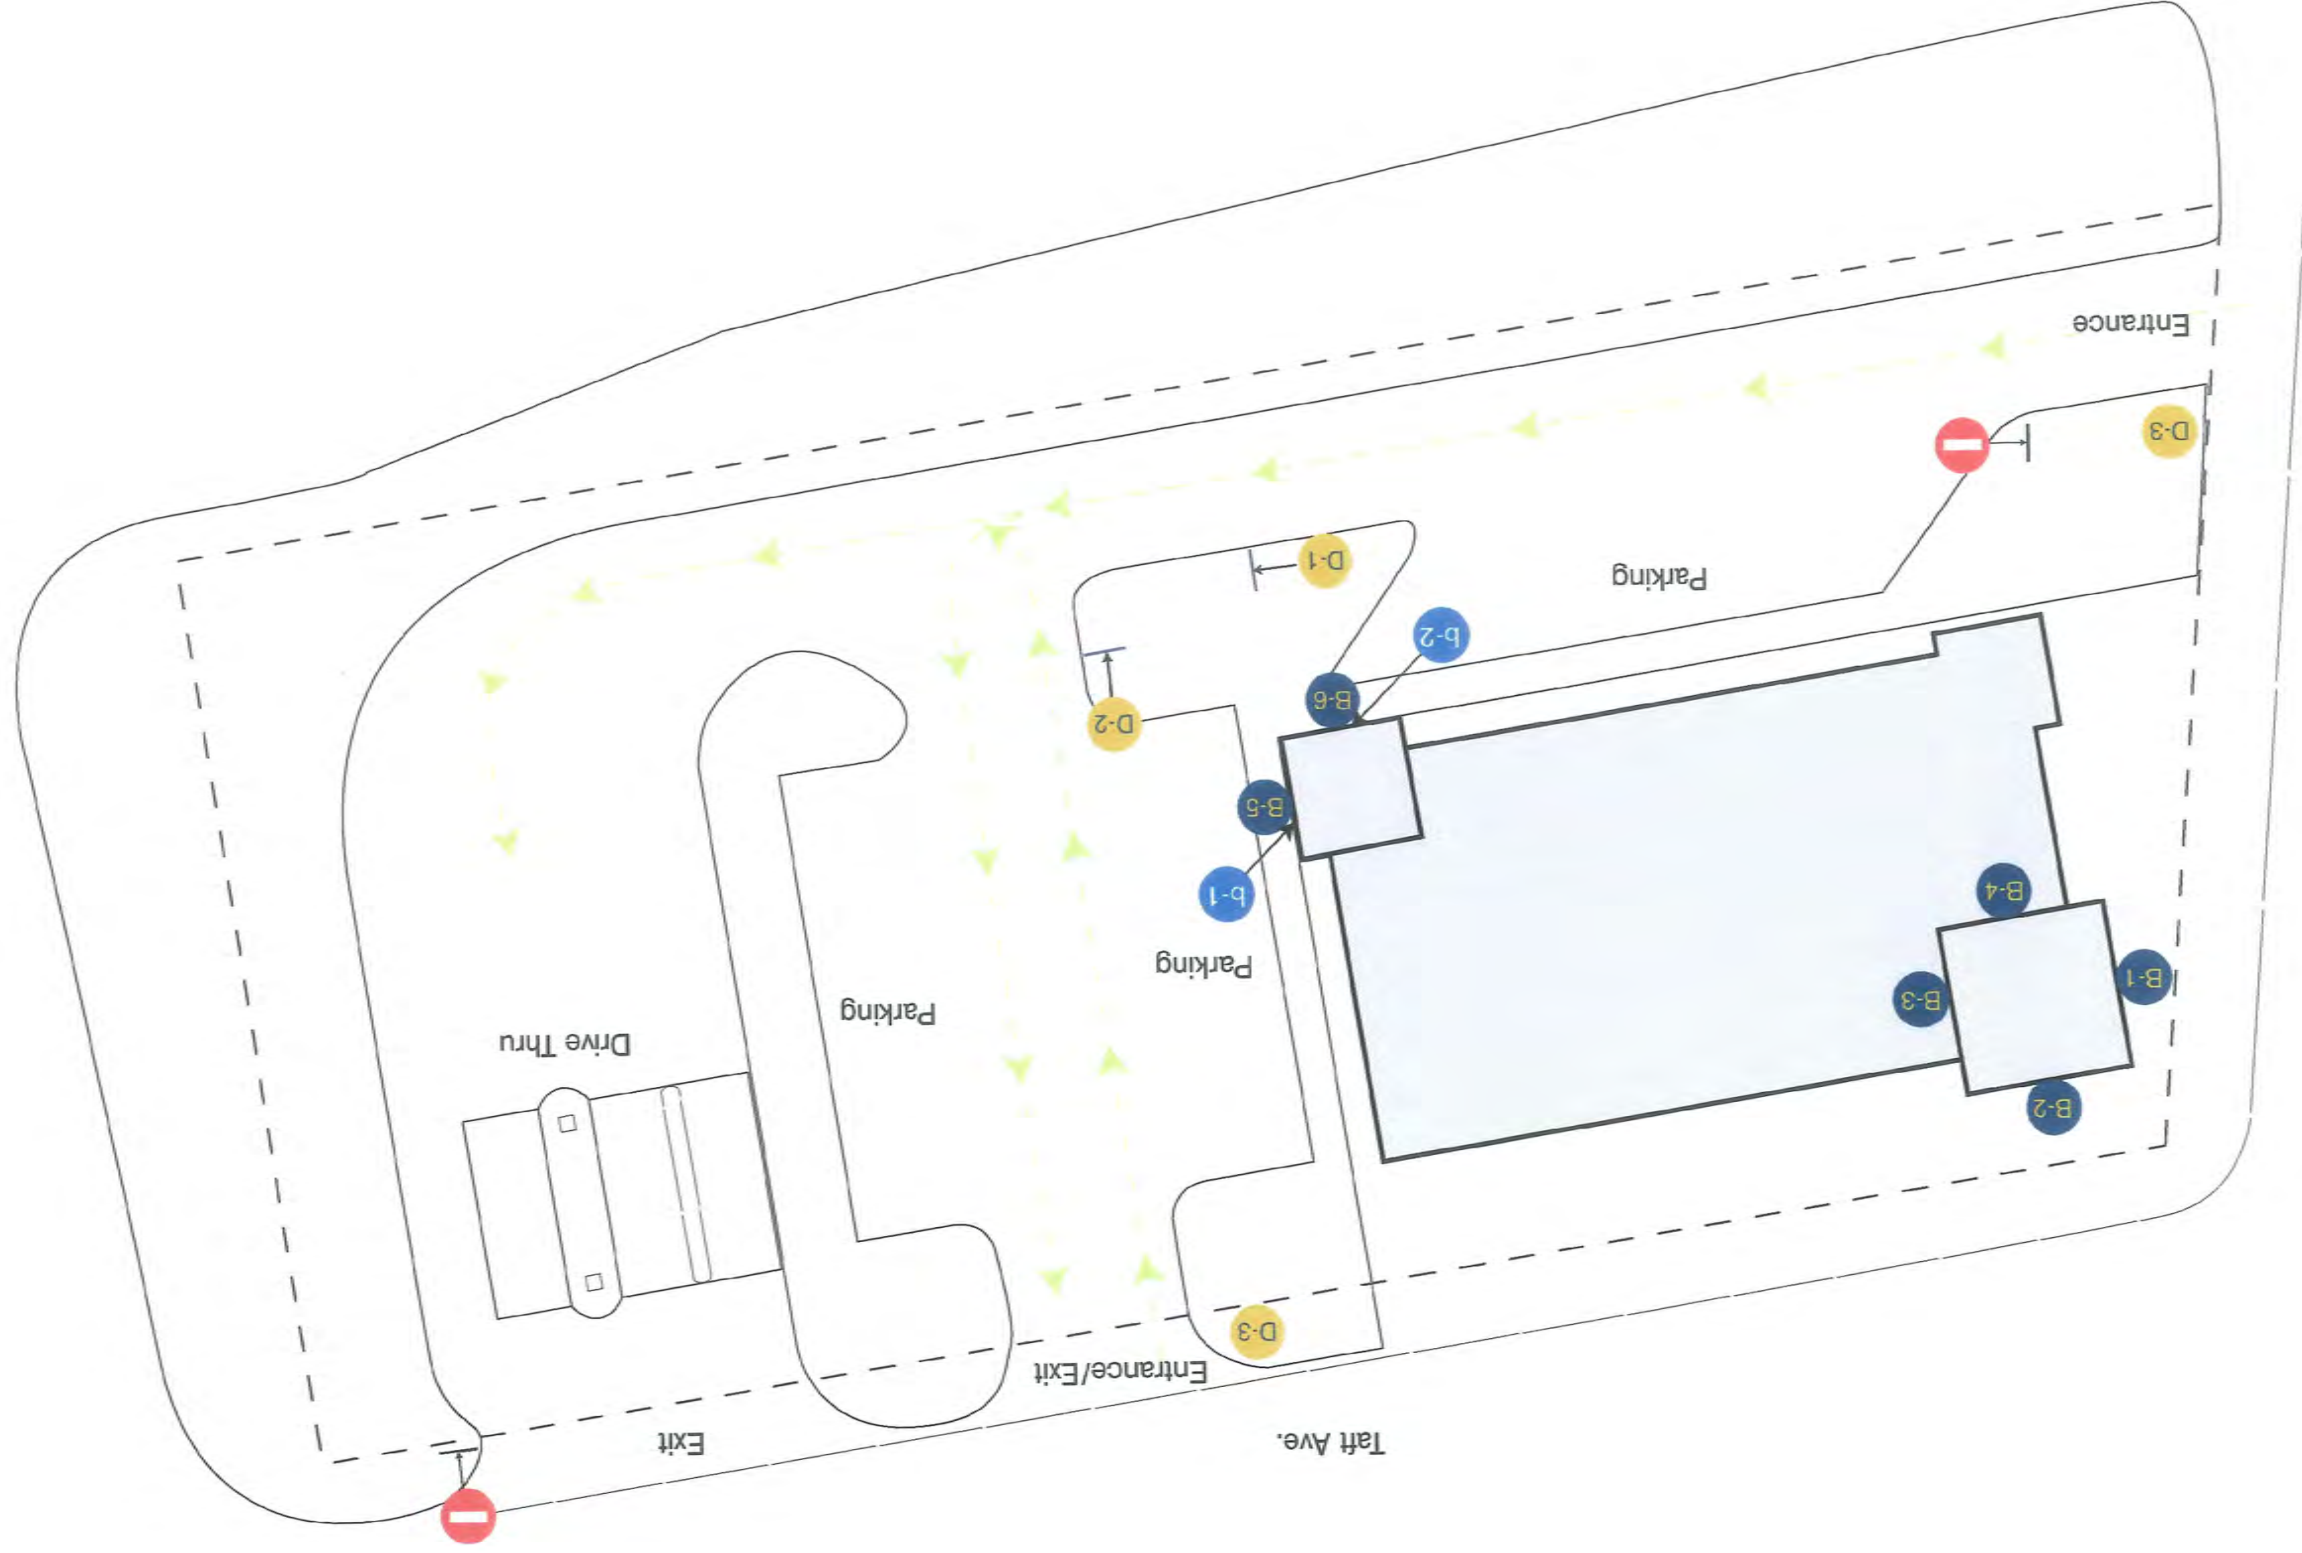 Taft Ave.
Exit
Entrance/Exit
D-3
B-2
Drive Thru
B-1
B-3
Parking
Parking
b-1
B-4
B-5
D-2
B-6
b-2
Parking
D-1
D-3
Entrance